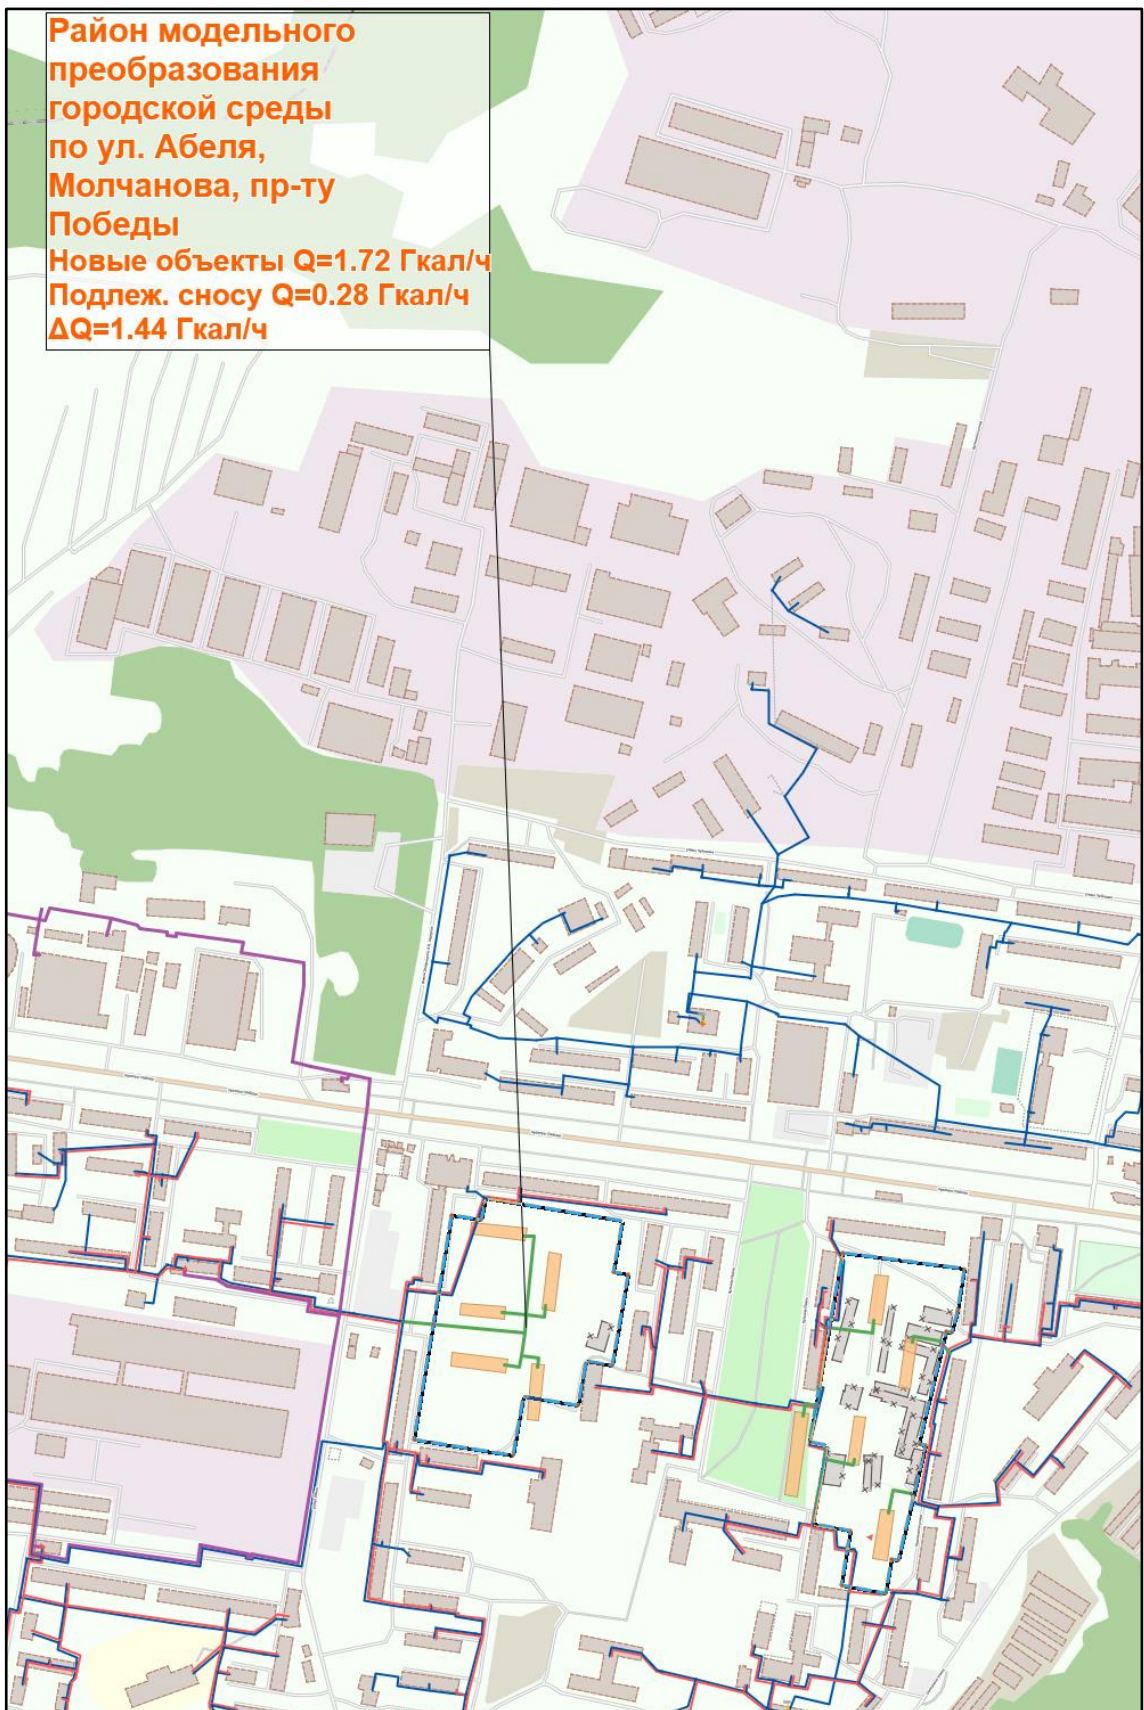 Район модельного
преобразования
городской среды
по ул. Абеля,
Молчанова, пр-ту
Победы
Новые объекты Q=1.72 Гкал/ч
Подлеж. сносу Q=0.28 Гкал/ч
ΔQ=1.44 Гкал/ч